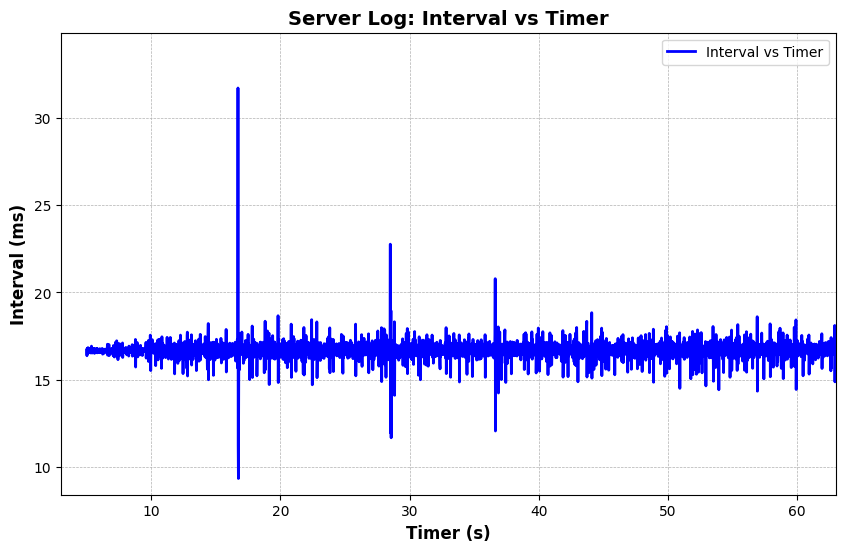 Server Log: Interval vs Timer
Interval vs Timer
30
25
20
15
10
Interval (ms)
10 20 30 40 50 60
Timer (s)